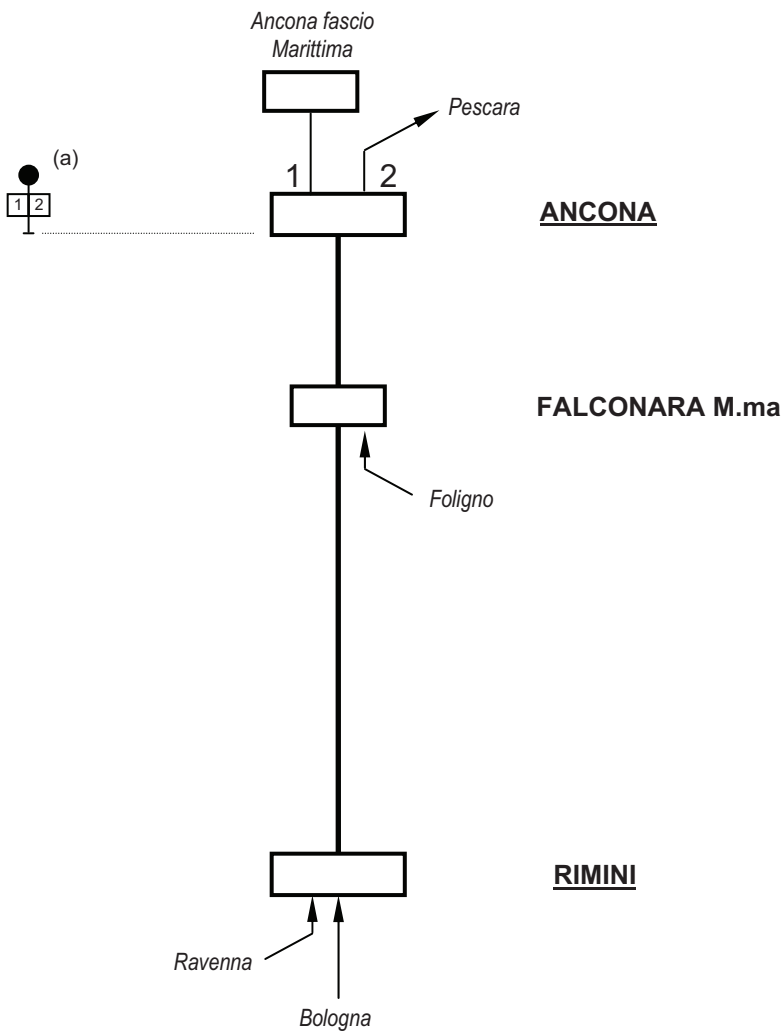 Ancona fascio
Marittima
Pescara
(a)
1 2
1 2
ANCONA
FALCONARA M.ma
Foligno
RIMINI
Ravenna
Bologna